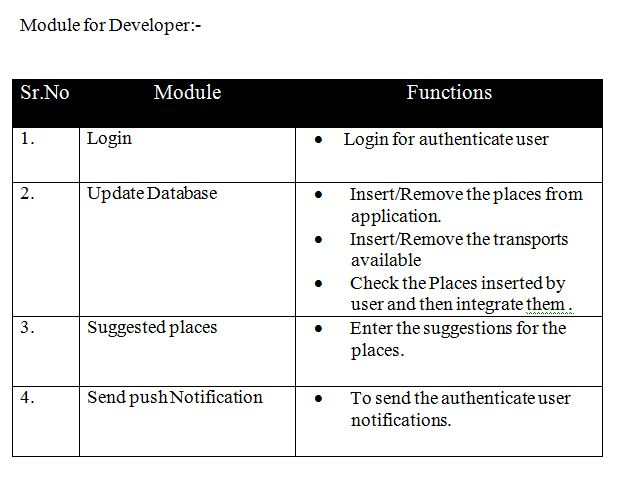 Module for Developer:-
Sr.No Module Functions
1. Login • Login for authenticate user
2. Update Database • Insert/Remove the places from
application.
• Insert/Remove the transports
available
• Check the Places inserted by
user and then integrate them .
3. Suggested places • Enter the suggestions for the
places.
4. Send push Notification • To send the authenticate user
notifications.